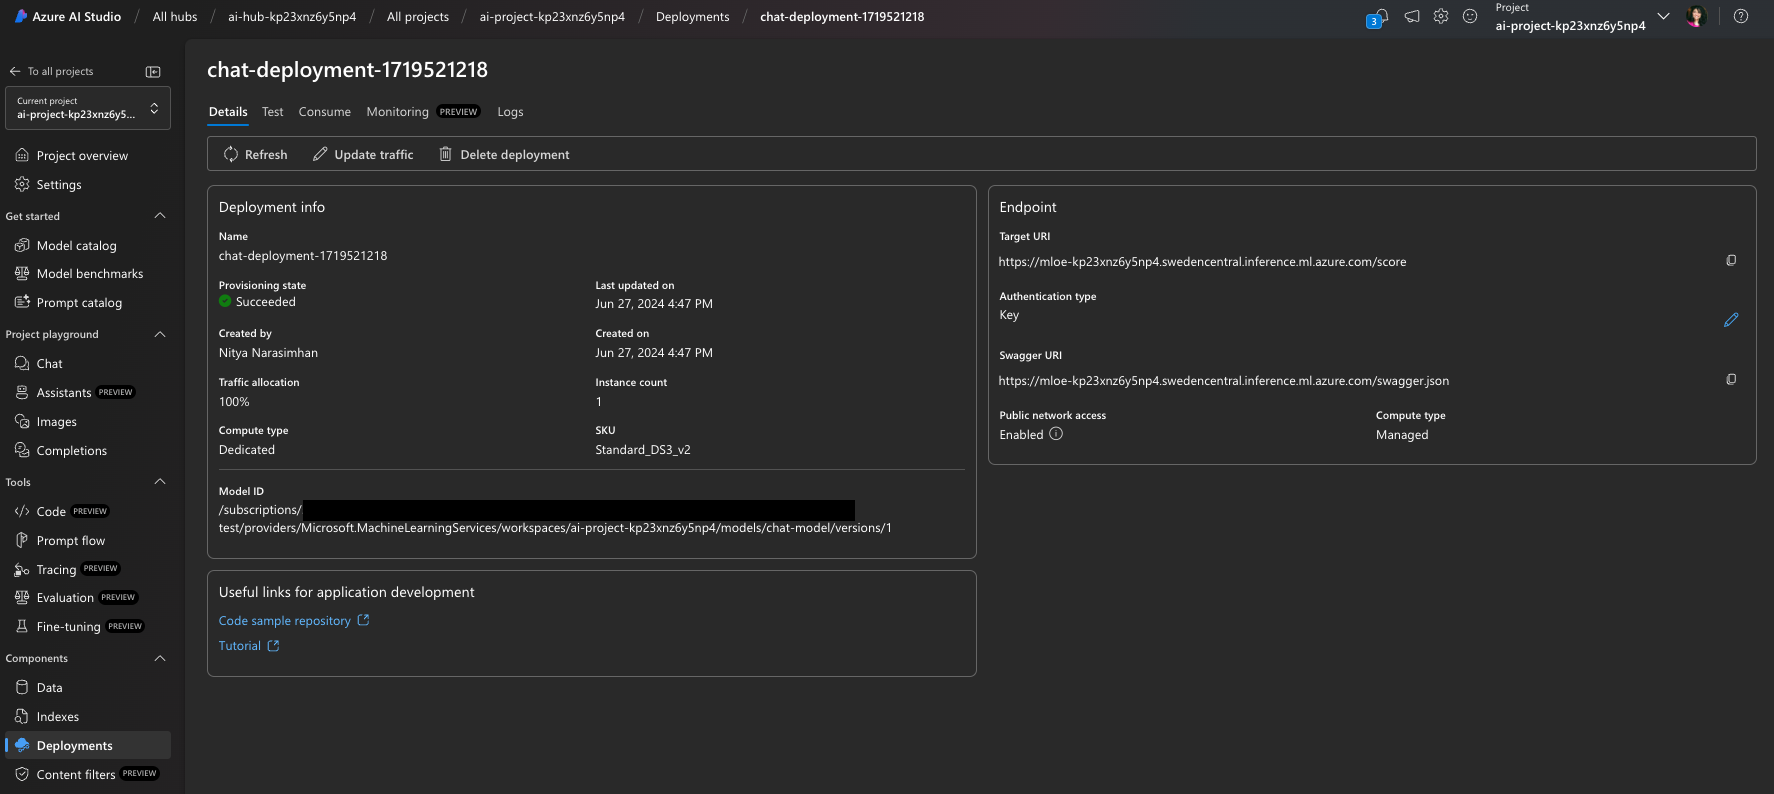 Azure AI Studio / All hubs / ai-hub-kp23xnz6y5np4 / All projects / ai-project-kp23xnz6y5np4 / Deployments / chat-deployment-1719521218
3
Project
ai-project-kp23xnz6y5np4
To all projects
Current project
ai-project-kp23xnz6y5...
Project overview
Settings
Get started
Model catalog
Model benchmarks
Prompt catalog
Project playground
Chat
Assistants PREVIEW
Images
Completions
Tools
Code PREVIEW
Prompt flow
Tracing PREVIEW
Evaluation PREVIEW
Fine-tuning PREVIEW
Components
Data
Indexes
Deployments
Content filters PREVIEW
chat-deployment-1719521218
Details Test Consume Monitoring PREVIEW Logs
Refresh Update traffic Delete deployment
Deployment info
Name
chat-deployment-1719521218
Provisioning state Last updated on
Succeeded Jun 27, 2024 4:47 PM
Created by Created on
Nitya Narasimhan Jun 27, 2024 4:47 PM
Traffic allocation Instance count
100% 1
Compute type SKU
Dedicated Standard_DS3_v2
Model ID
/subscriptions/
test/providers/Microsoft.MachineLearningServices/workspaces/ai-project-kp23xnz6y5np4/models/chat-model/versions/1
Useful links for application development
Code sample repository
Tutorial
Endpoint
Target URI
https://mloe-kp23xnz6y5np4.swedencentral.inference.ml.azure.com/score
Authentication type
Key
Swagger URI
https://mloe-kp23xnz6y5np4.swedencentral.inference.ml.azure.com/swagger.json
Public network access Compute type
Enabled Managed